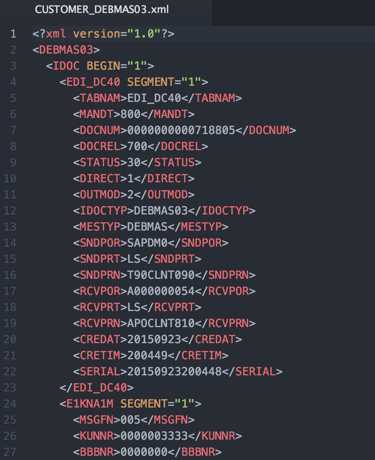 CUSTOMER_DEBMAS03.xml
1 <?xml version="1.0"?>
2 <DEBMAS03>
3 <IDOC BEGIN="1">
4 <EDI_DC40 SEGMENT="1">
5 <TABNAM>EDI_DC40</TABNAM>
6 <MANDT>800</MANDT>
7 <DOCNUM>0000000000718805</DOCNUM>
8 <DOCREL>700</DOCREL>
9 <STATUS>30</STATUS>
10 <DIRECT>1</DIRECT>
11 <OUTMOD>2</OUTMOD>
12 <IDOCTYP>DEBMAS03</IDOCTYP>
13 <MESTYP>DEBMAS</MESTYP>
14 <SNDPOR>SAPDM0</SNDPOR>
15 <SNDPRT>LS</SNDPRT>
16 <SNDPRN>T90CLNT090</SNDPRN>
17 <RCVPOR>A000000054</RCVPOR>
18 <RCVPRT>LS</RCVPRT>
19 <RCVPRN>APOCLNT810</RCVPRN>
20 <CREDAT>20150923</CREDAT>
21 <CRETIM>200449</CRETIM>
22 <SERIAL>20150923200448</SERIAL>
23 </EDI_DC40>
24 <E1KNA1M SEGMENT="1">
25 <MSGFN>005</MSGFN>
26 <KUNNR>0000003333</KUNNR>
27 <BBBNR>0000000</BBBNR>